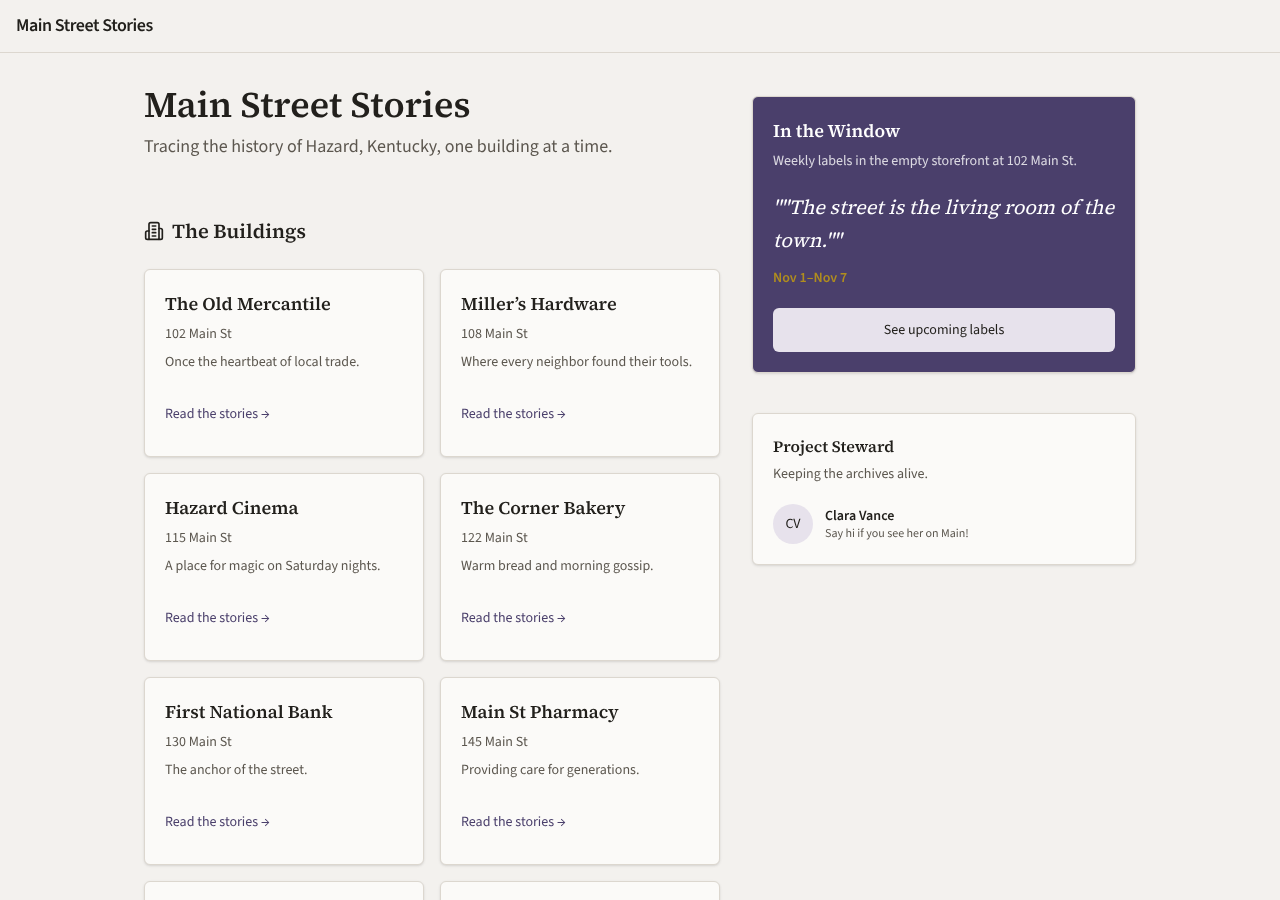 Main Street Stories
Main Street Stories
Tracing the history of Hazard, Kentucky, one building at a time.
The Buildings
The Old Mercantile
102 Main St
Once the heartbeat of local trade.
Read the stories →
Miller’s Hardware
108 Main St
Where every neighbor found their tools.
Read the stories →
Hazard Cinema
115 Main St
A place for magic on Saturday nights.
Read the stories →
The Corner Bakery
122 Main St
Warm bread and morning gossip.
Read the stories →
First National Bank
130 Main St
The anchor of the street.
Read the stories →
Main St Pharmacy
145 Main St
Providing care for generations.
Read the stories →
In the Window
Weekly labels in the empty storefront at 102 Main St.
""The street is the living room of the
town.""
Nov 1–Nov 7
See upcoming labels
Project Steward
Keeping the archives alive.
CV
Clara Vance
Say hi if you see her on Main!